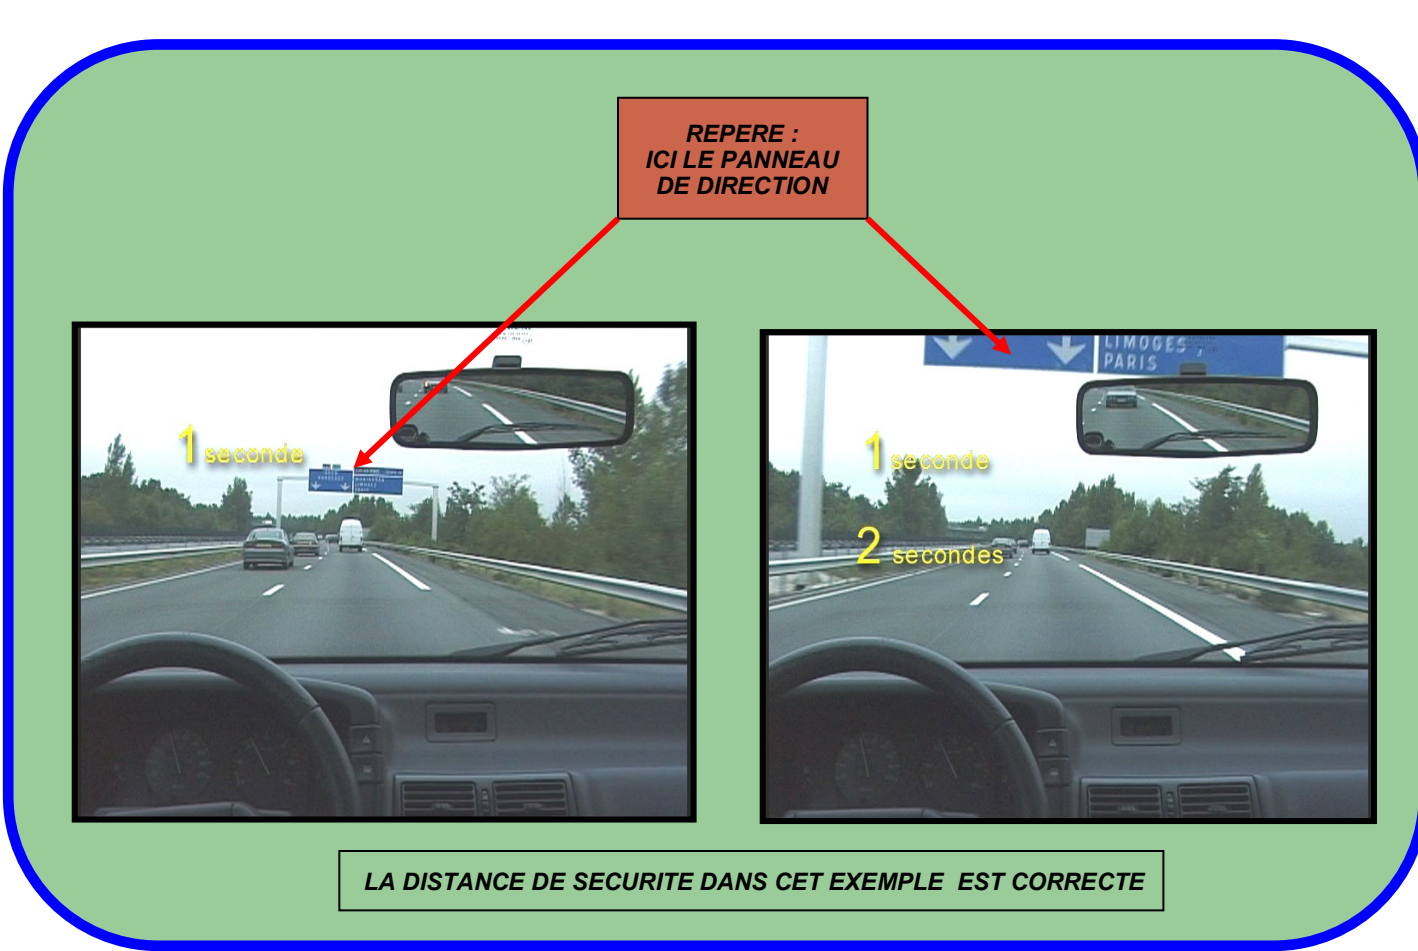 REPERE :
ICI LE PANNEAU
DE DIRECTION
1 seconde
LIMOGES
PARIS
1 seconde
2 secondes
LA DISTANCE DE SECURITE DANS CET EXEMPLE EST CORRECTE